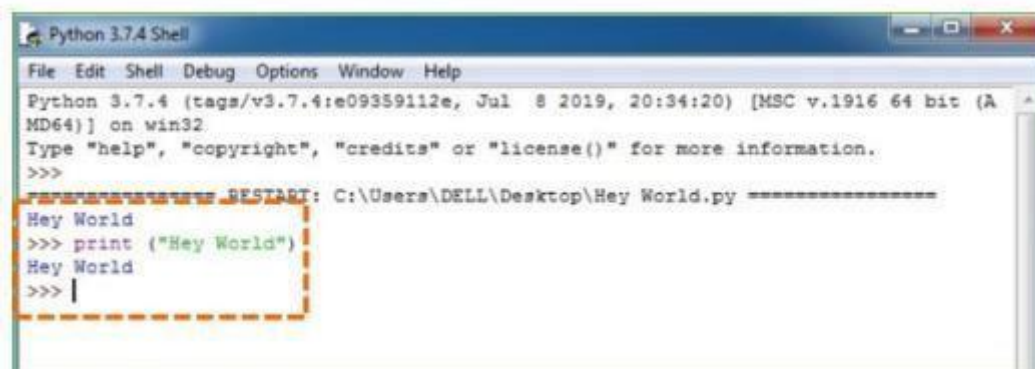 Python 3.7.4 Shell
File Edit Shell Debug Options Window Help
Python 3.7.4 (tags/v3.7.4:e09359112e, Jul  8 2019, 20:34:20) [MSC v.1916 64 bit (A
MD64)] on win32
Type "help", "copyright", "credits" or "license()" for more information.
>>>
================ RESTART: C:\Users\DELL\Desktop\Hey World.py ================
Hey World
>>> print ("Hey World")
Hey World
>>>